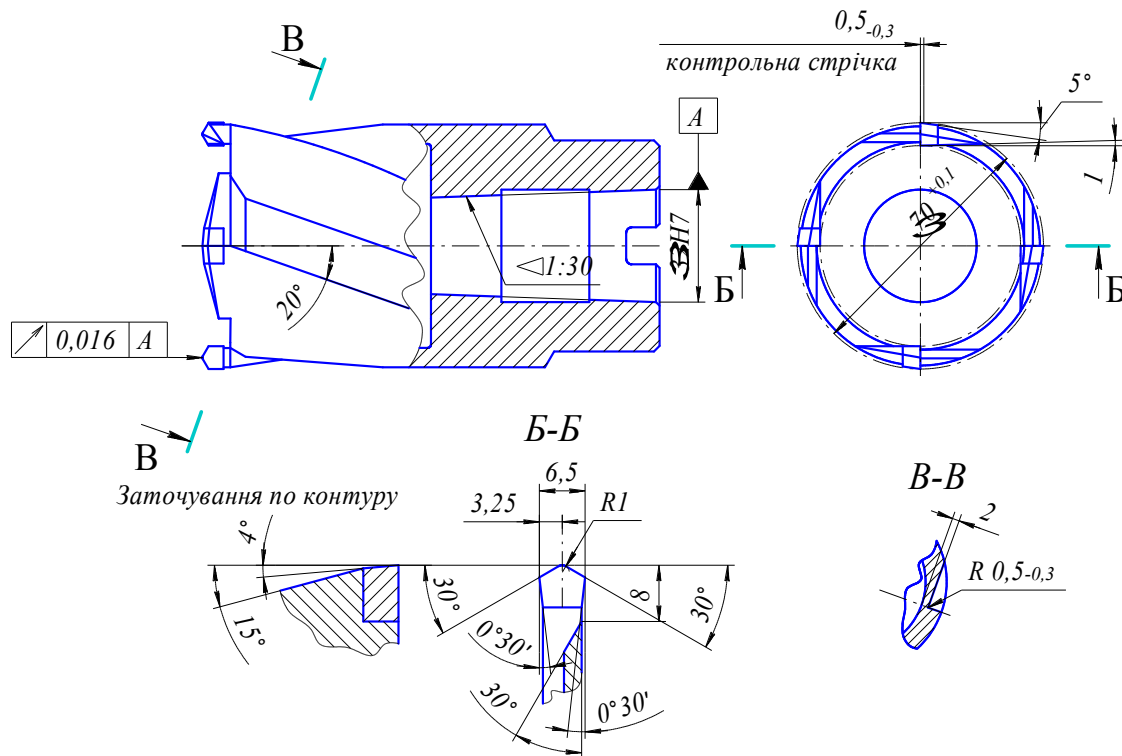 В
0,5-0,3
контрольна стрічка
5°
А
1
70+0,1
Н7
1:30
20°
0,016 А
Б
Б
В
Б-Б
В-В
Заточування по контуру
6,5
3,25
R1
2
4°
R 0,5-0,3
30°
8
30°
15°
0°30'
30°
0°30'